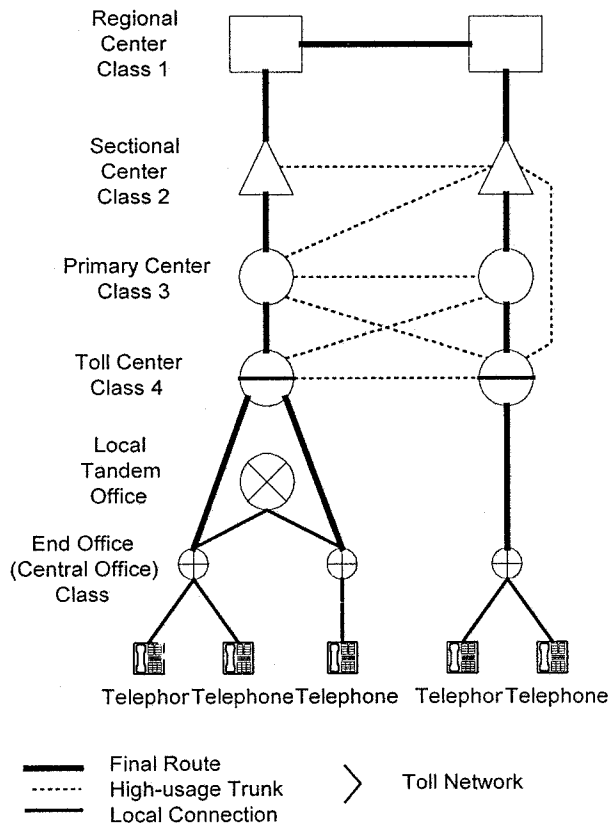 Regional
Center
Class 1
Sectional
Center
Class 2
Primary Center
Class 3
Toll Center
Class 4
Local
Tandem
Office
End Office
(Central Office)
Class
Telephor Telephone Telephone Telephor Telephone
Final Route
High-usage Trunk
Local Connection
Toll Network